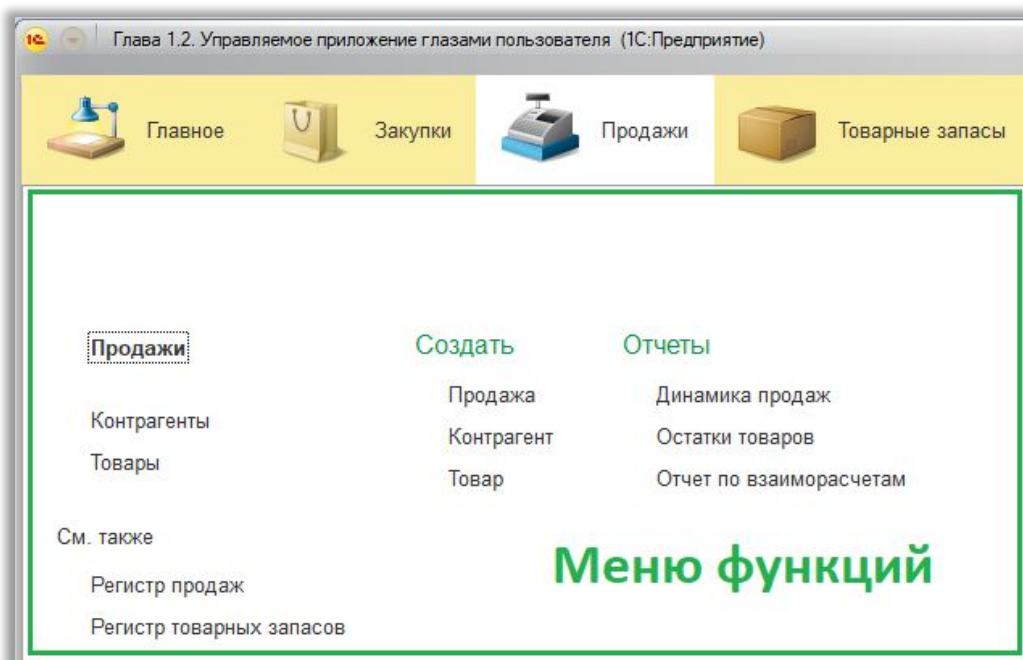 1С Глава 1.2. Управляемое приложение глазами пользователя (1С:Предприятие)
Главное Закупки Продажи Товарные запасы
Продажи
Контрагенты
Товары
См. также
Регистр продаж
Регистр товарных запасов
Создать
Продажа
Контрагент
Товар
Отчеты
Динамика продаж
Остатки товаров
Отчет по взаиморасчетам
Меню функций